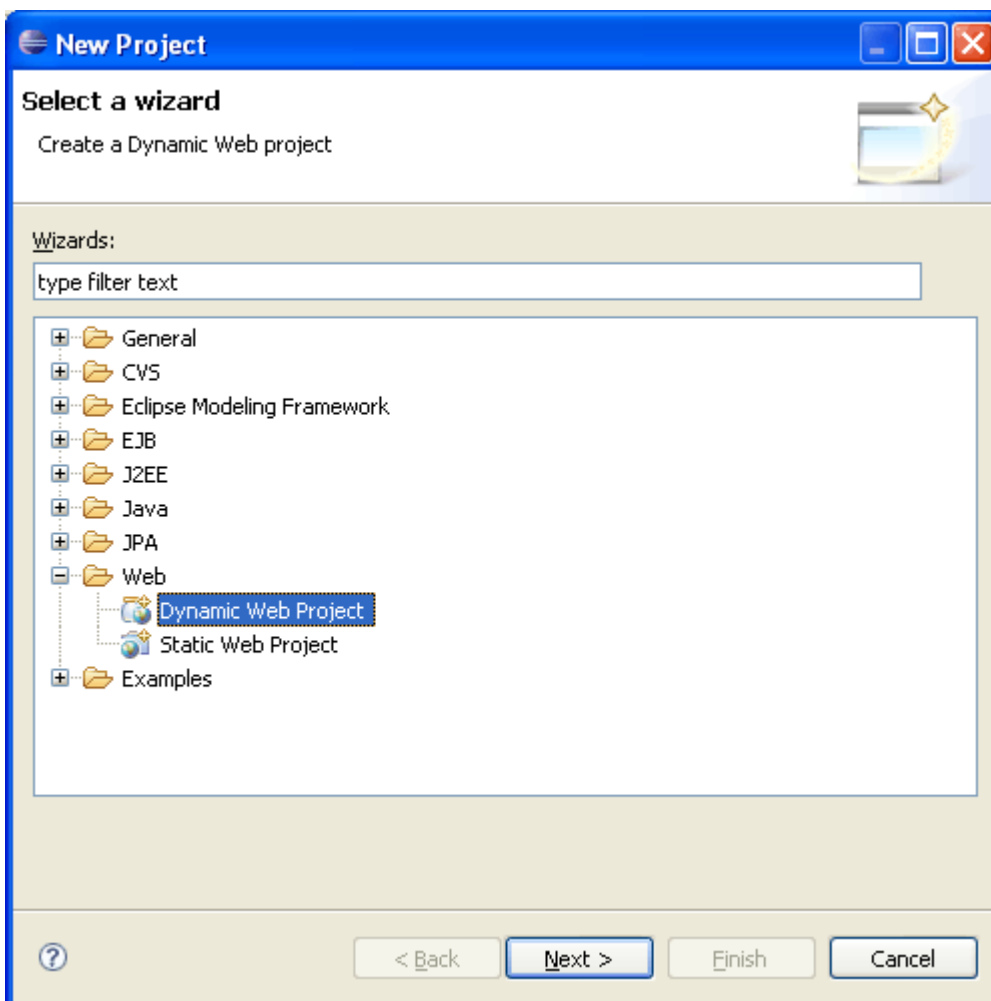 New Project
Select a wizard
Create a Dynamic Web project
Wizards:
type filter text
General
CVS
Eclipse Modeling Framework
EJB
J2EE
Java
JPA
Web
Dynamic Web Project
Static Web Project
Examples
? < Back Next > Finish Cancel